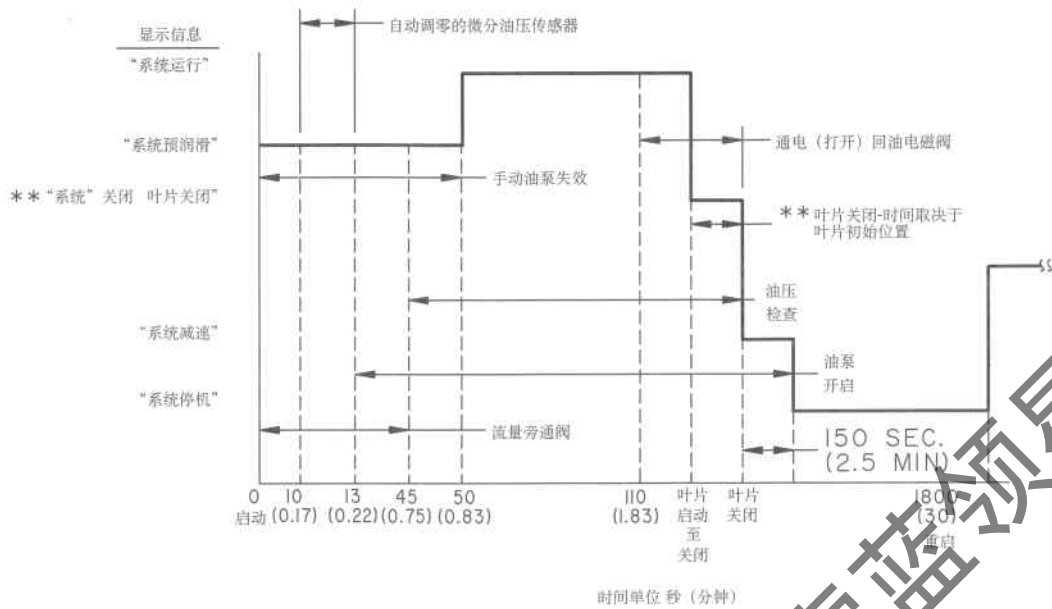 自动调零的微分油压传感器
显示信息
“系统运行”
“系统预润滑”
通电（打开）回油电磁阀
手动油泵失效
**“系统”关闭 叶片关闭”
**叶片关闭-时间取决于
叶片初始位置
油压
检查
“系统减速”
油泵
开启
“系统停机”
流量旁通阀
150 SEC.
(2.5 MIN)
0 10 13 45 50 110 叶片 叶片 1800
启动 (0.17) (0.22) (0.75) (0.83) (1.83) 启动 关闭 (30)
至 重启
关闭
时间单位 秒（分钟）
蓝领星